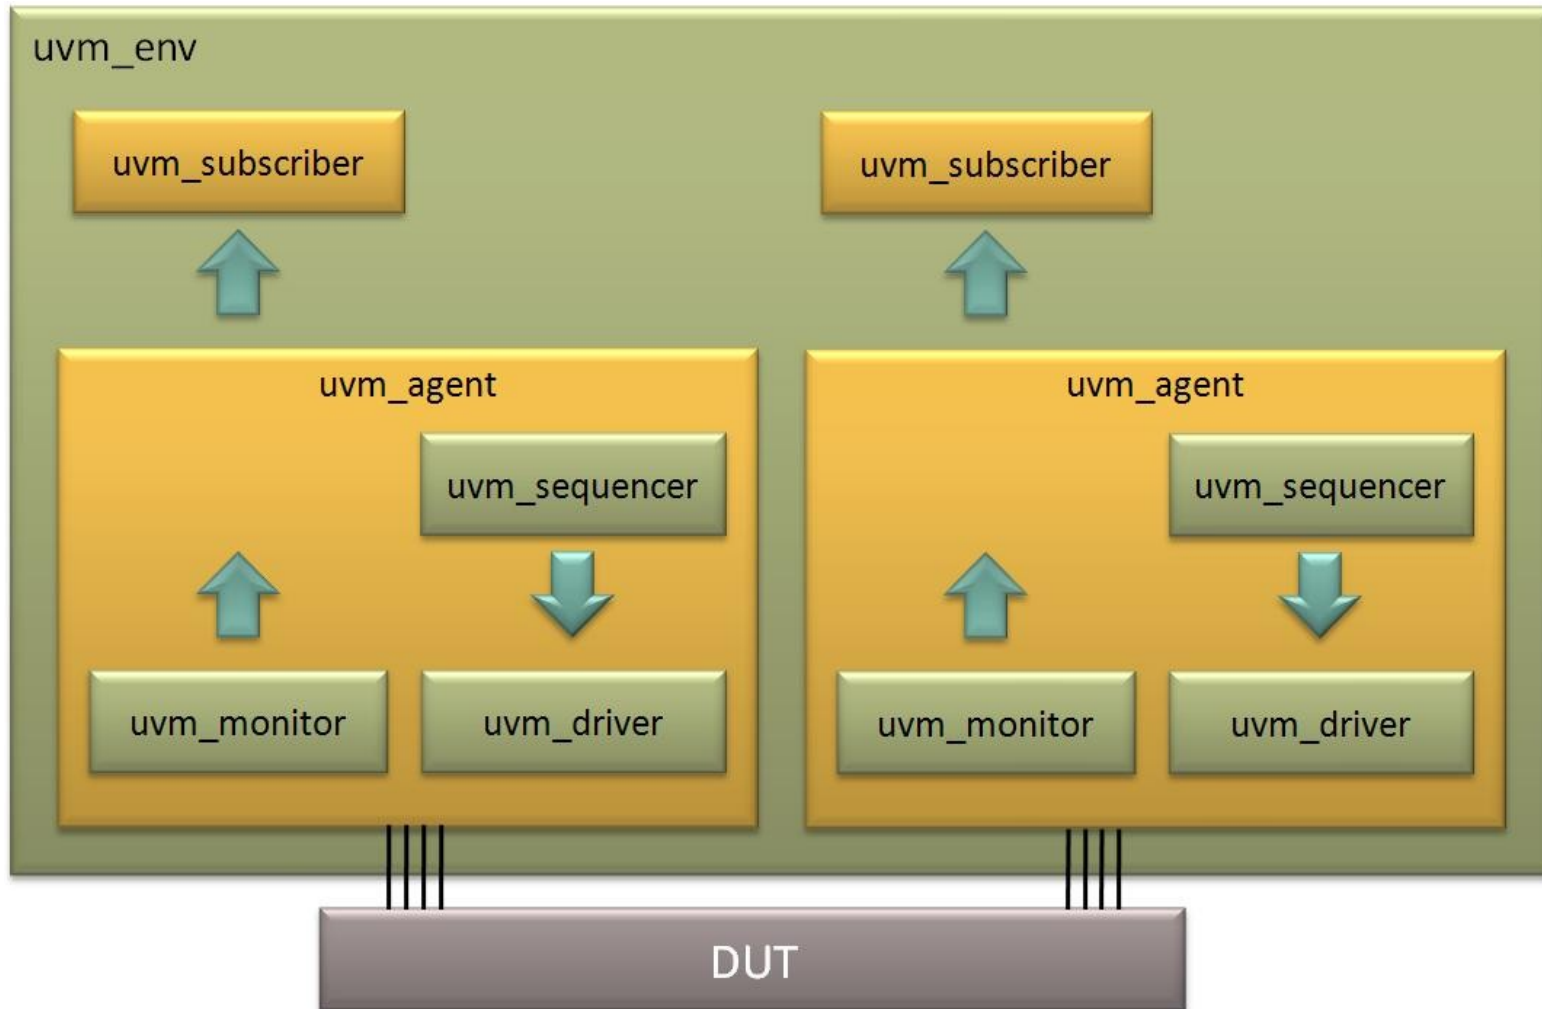 uvm_env
uvm_subscriber
uvm_subscriber
uvm_agent
uvm_agent
uvm_sequencer
uvm_sequencer
uvm_monitor
uvm_driver
uvm_monitor
uvm_driver
DUT